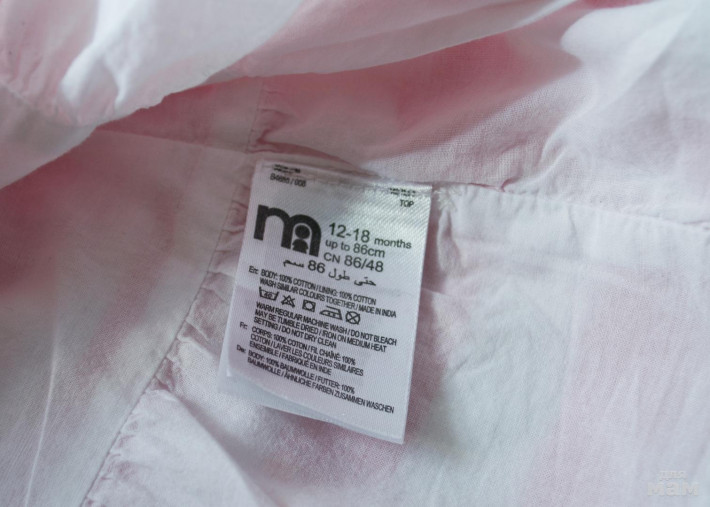 TOP
12-18 months
up to 86cm
CN 86/48
حتى طول 86 سم
En: BODY: 100% COTTON / LINING: 100% COTTON
WASH SIMILAR COLOURS TOGETHER / MADE IN INDIA
WARM REGULAR MACHINE WASH / DO NOT BLEACH
MAY BE TUMBLE DRIED / IRON ON MEDIUM HEAT
SETTING / DO NOT DRY CLEAN
Fr: CORPS: 100% COTON / FIL CHAÎNE: 100%
COTON / LAVER LES COULEURS SIMILAIRES
ENSEMBLE / FABRIQUÉ EN INDE
De: BODY: 100% BAUMWOLLE / FUTTER: 100%
BAUMWOLLE / ÄHNLICHE FARBEN ZUSAMMEN WASCHEN